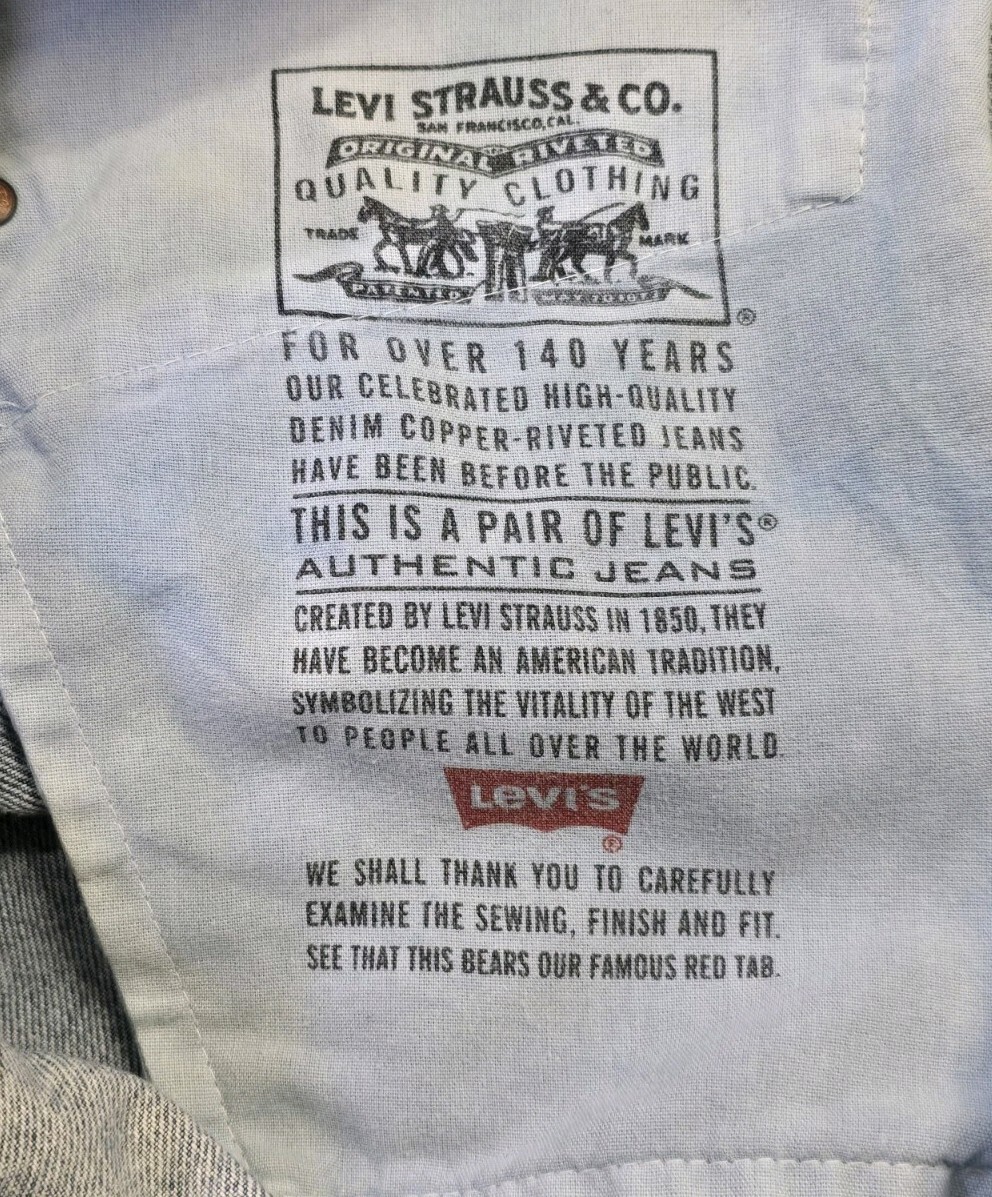 LEVI STRAUSS & CO.
SAN FRANCISCO, CAL.
ORIGINAL RIVETED
QUALITY CLOTHING
TRADE MARK
PATENTED MAY 20 1873
®
FOR OVER 140 YEARS
OUR CELEBRATED HIGH-QUALITY
DENIM COPPER-RIVETED JEANS
HAVE BEEN BEFORE THE PUBLIC.
THIS IS A PAIR OF LEVI'S®
AUTHENTIC JEANS
CREATED BY LEVI STRAUSS IN 1850, THEY
HAVE BECOME AN AMERICAN TRADITION,
SYMBOLIZING THE VITALITY OF THE WEST
TO PEOPLE ALL OVER THE WORLD.
Levi's
®
WE SHALL THANK YOU TO CAREFULLY
EXAMINE THE SEWING, FINISH AND FIT.
SEE THAT THIS BEARS OUR FAMOUS RED TAB.